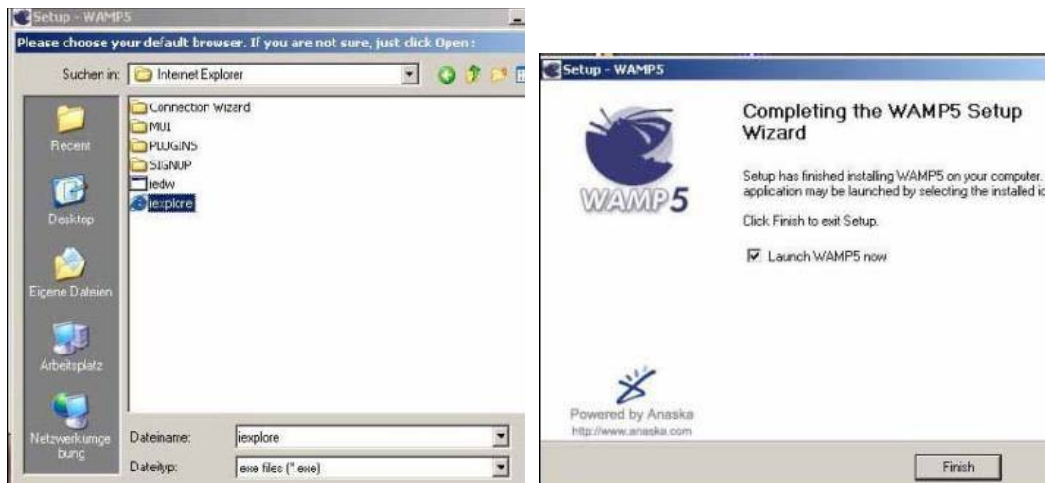 Setup - WAMP5
Please choose your default browser. If you are not sure, just click Open :
Suchen in: Internet Explorer
Connection Wizard
MUI
PLUGINS
SIGNUP
iedw
iexplore
Recent
Desktop
Eigene Dateien
Arbeitsplatz
Netzwerkumge
bung
Dateiname: iexplore
Dateityp: exe files (*.exe)
Setup - WAMP5
WAMP5
Completing the WAMP5 Setup
Wizard
Setup has finished installing WAMP5 on your computer.
application may be launched by selecting the installed
Click Finish to exit Setup.
Launch WAMP5 now
Powered by Anaska
http://www.anaska.com
Finish